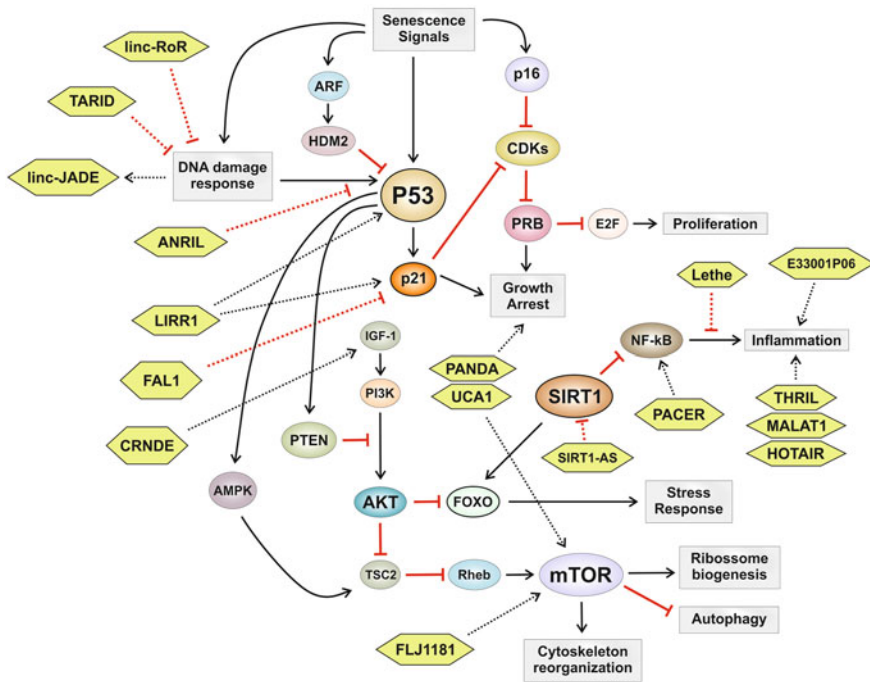 Senescence
Signals
linc-RoR
p16
ARF
TARID
HDM2
CDKs
DNA damage
response
linc-JADE
P53
PRB
E2F
Proliferation
ANRIL
E33001P06
p21
Lethe
Growth
Arrest
LIRR1
IGF-1
NF-kB
Inflammation
FAL1
PANDA
UCA1
PI3K
SIRT1
THRIL
PACER
MALAT1
CRNDE
PTEN
HOTAIR
SIRT1-AS
AMPK
AKT
FOXO
Stress
Response
TSC2
Rheb
mTOR
Ribossome
biogenesis
Autophagy
FLJ1181
Cytoskeleton
reorganization